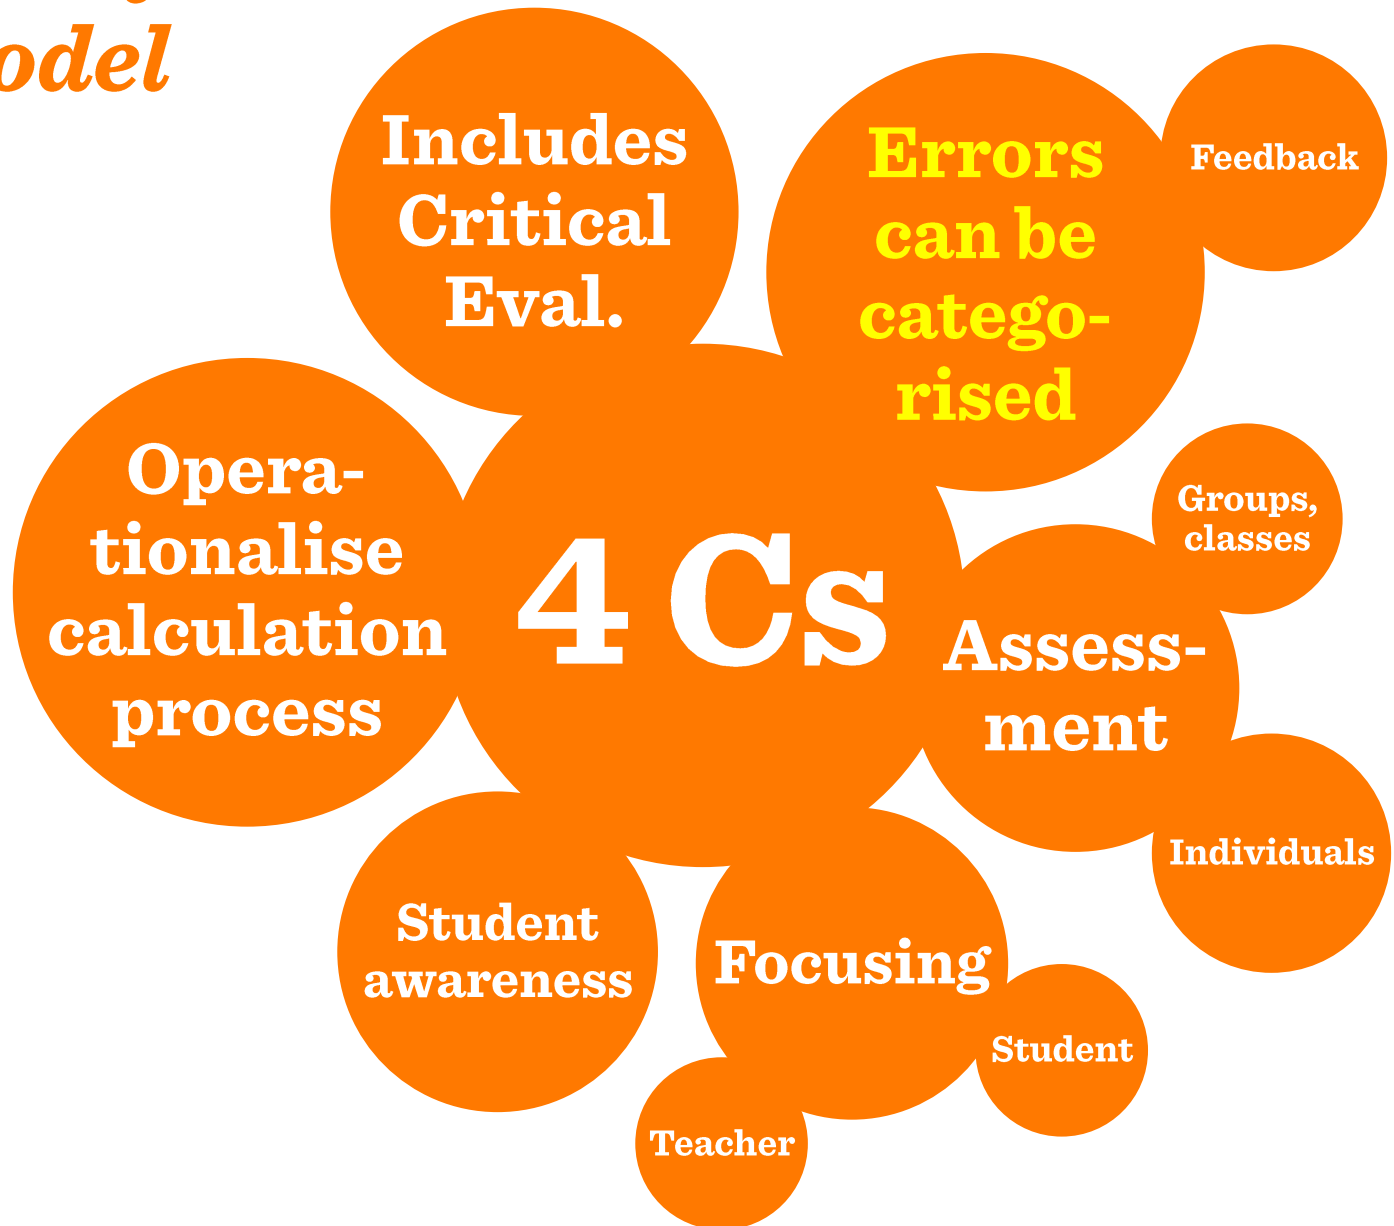 Includes
Critical
Eval.
Errors
can be
catego-
rised
Feedback
Opera-
tionalise
calculation
process
4 Cs
Groups,
classes
Assess-
ment
Individuals
Student
awareness
Focusing
Student
Teacher